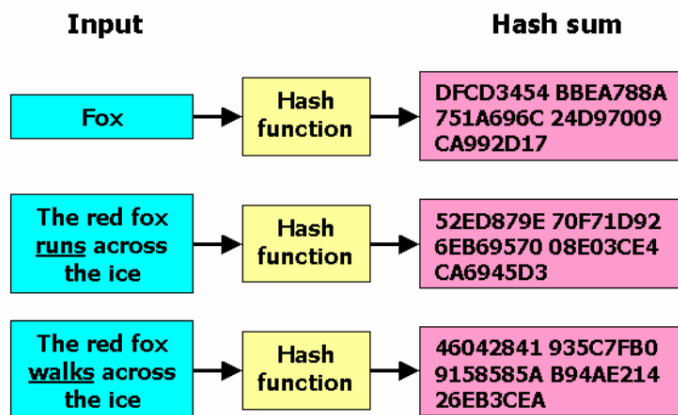 Input
Hash sum
Fox
Hash
function
DFCD3454 BBEA788A
751A696C 24D97009
CA992D17
The red fox
runs across
the ice
Hash
function
52ED879E 70F71D92
6EB69570 08E03CE4
CA6945D3
The red fox
walks across
the ice
Hash
function
46042841 935C7FB0
9158585A B94AE214
26EB3CEA